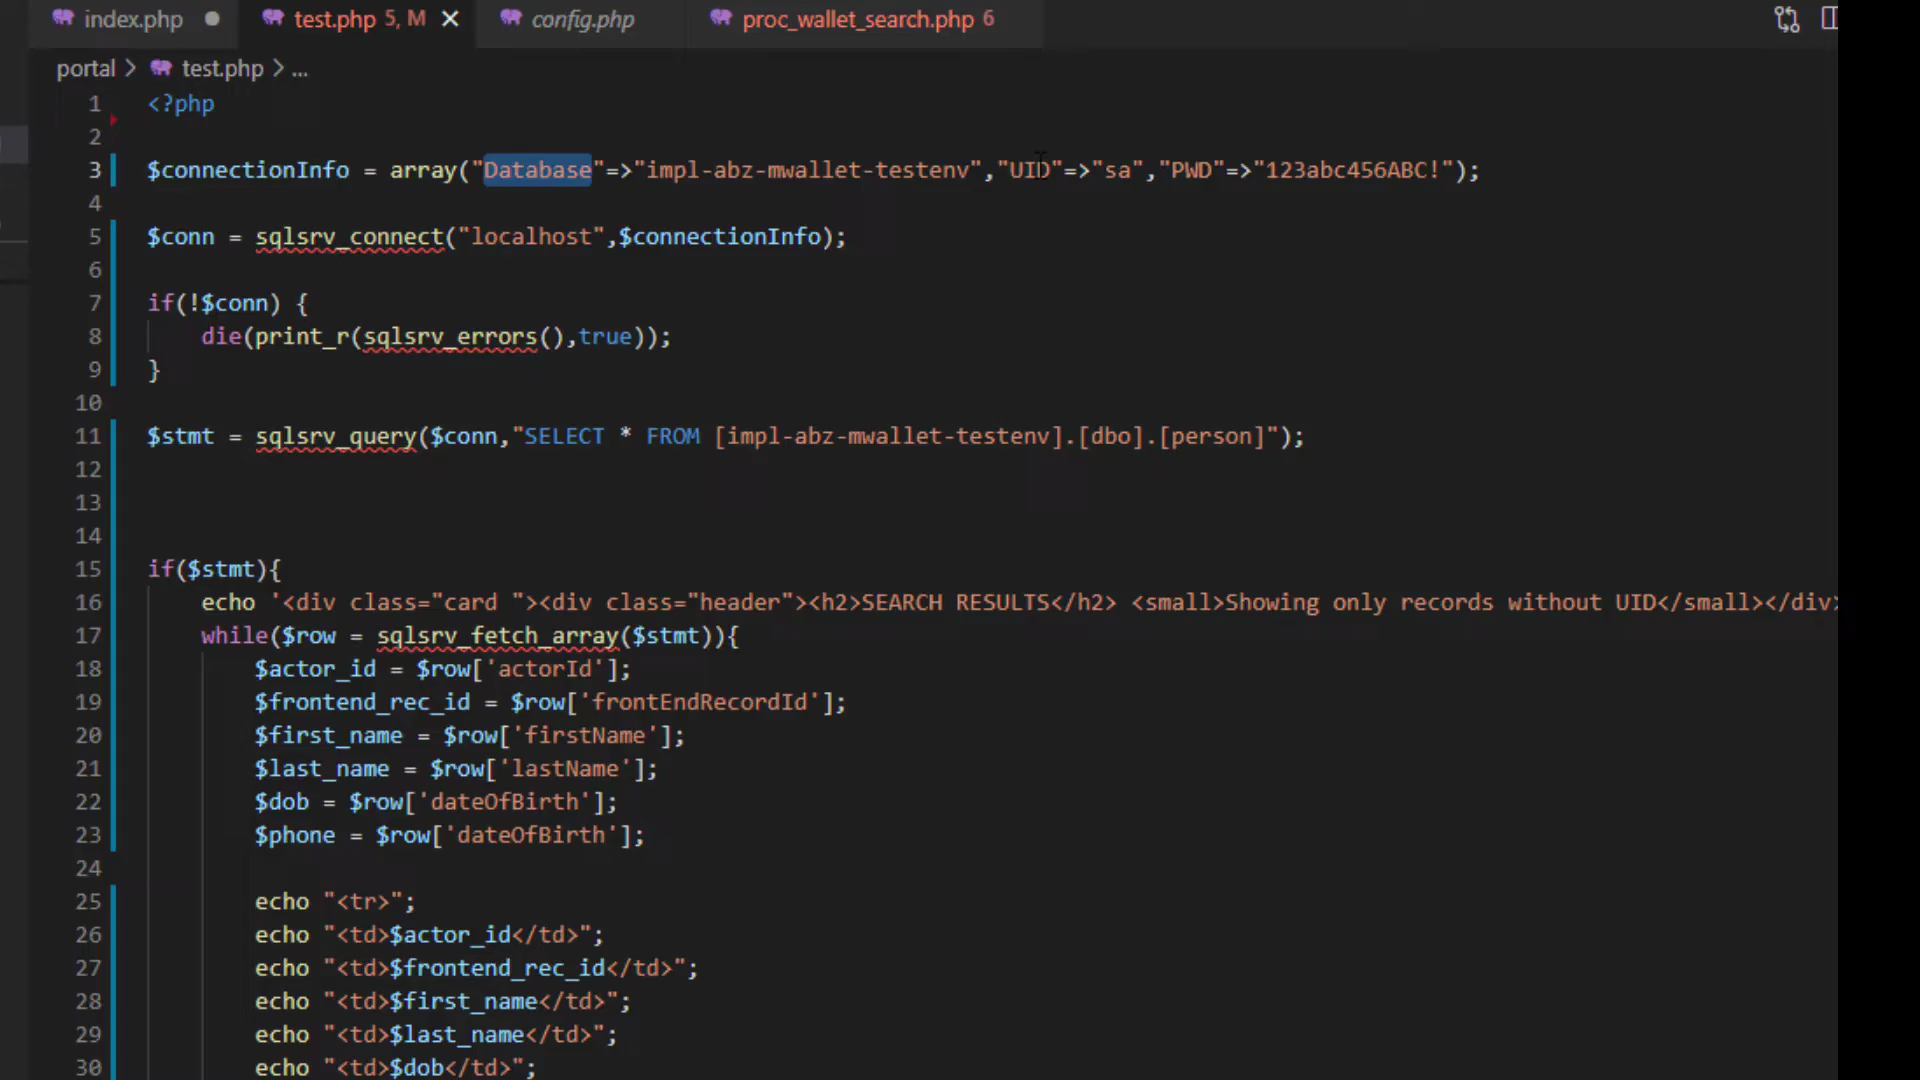 index.php
test.php 5, M
config.php
proc_wallet_search.php 6
portal > test.php > ...
1 <?php
2
3 $connectionInfo = array("Database"=>"impl-abz-mwallet-testenv","UID"=>"sa","PWD"=>"123abc456ABC!");
4
5 $conn = sqlsrv_connect("localhost",$connectionInfo);
6
7 if(!$conn) {
8 die(print_r(sqlsrv_errors(),true));
9 }
10
11 $stmt = sqlsrv_query($conn,"SELECT * FROM [impl-abz-mwallet-testenv].[dbo].[person]");
12
13
14
15 if($stmt){
16 echo '<div class="card "><div class="header"><h2>SEARCH RESULTS</h2> <small>Showing only records without UID</small></div>
17 while($row = sqlsrv_fetch_array($stmt)){
18 $actor_id = $row['actorId'];
19 $frontend_rec_id = $row['frontEndRecordId'];
20 $first_name = $row['firstName'];
21 $last_name = $row['lastName'];
22 $dob = $row['dateOfBirth'];
23 $phone = $row['dateOfBirth'];
24
25 echo "<tr>";
26 echo "<td>$actor_id</td>";
27 echo "<td>$frontend_rec_id</td>";
28 echo "<td>$first_name</td>";
29 echo "<td>$last_name</td>";
30 echo "<td>$dob</td>";